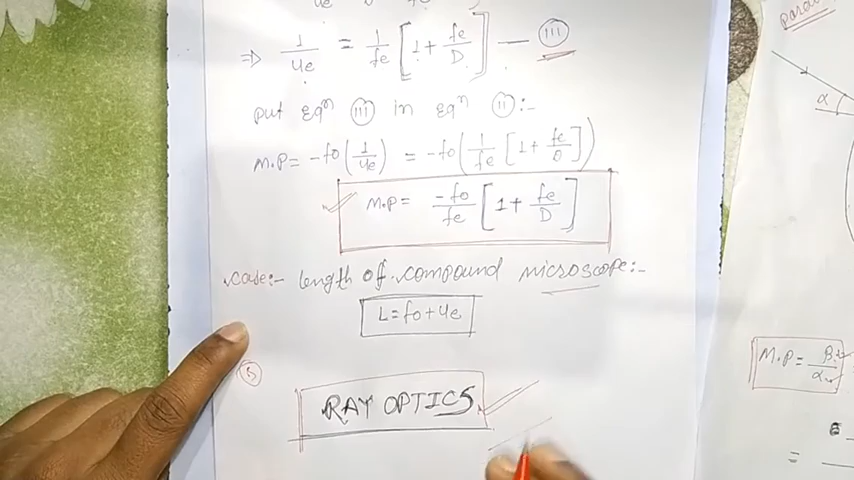 ⇒ 1/ue = 1/fe [1 + fe/D] — (III)
put eqn (III) in eqn (II):-
M.P = -fo(1/ue) = -fo(1/fe [1 + fe/D])
M.P = -fo/fe [1 + fe/D]
case:- length of compound microscope:-
L = fo + ue
(5)
RAY OPTICS
α
M.P = β/α
=